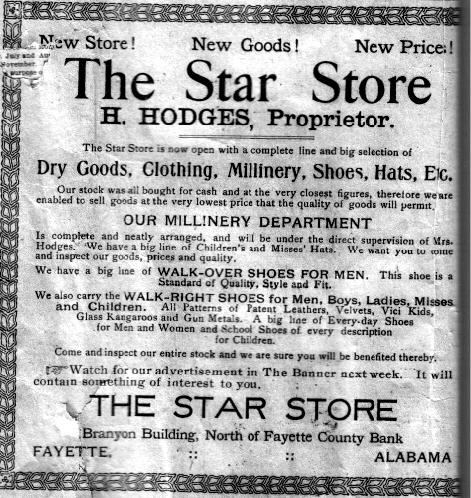 New Store! New Goods! New Price!
July and Au
November.
purpose o
The Star Store
H. HODGES, Proprietor.
The Star Store is now open with a complete line and big selection of
Dry Goods, Clothing, Millinery, Shoes, Hats, Etc.
Our stock was all bought for cash and at the very closest figures, therefore we are
enabled to sell goods at the very lowest price that the quality of goods will permit,
OUR MILLINERY DEPARTMENT
Is complete and neatly arranged, and will be under the direct supervision of Mrs.
Hodges. We have a big line of Children's and Misses' Hats. We want you to come
and inspect our goods, prices and quality.
We have a big line of WALK-OVER SHOES FOR MEN. This shoe is a
Standard of Quality, Style and Fit.
We also carry the WALK-RIGHT SHOES for Men, Boys, Ladies, Misses
and Children. All Patterns of Patent Leathers, Velvets, Vici Kids,
Glass Kangaroos and Gun Metals. A big line of Every-day Shoes
for Men and Women and School Shoes of every description
for Children.
Come and inspect our entire stock and we are sure you will be benefited thereby.
☞ Watch for our advertisement in The Banner next week. It will
contain something of interest to you.
THE STAR STORE
Branyon Building, North of Fayette County Bank
FAYETTE, :: :: ALABAMA